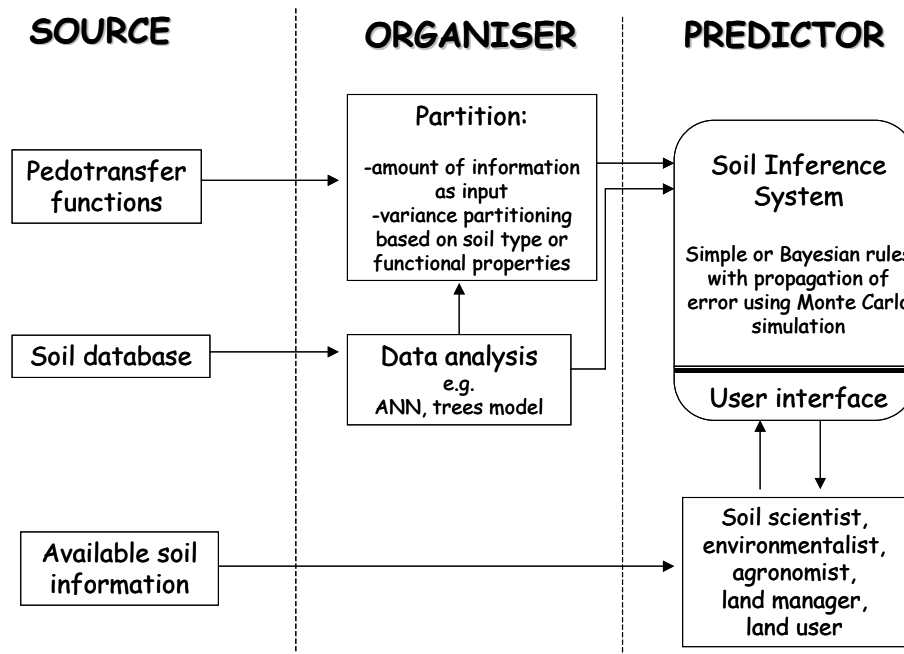 SOURCE
ORGANISER
PREDICTOR
Pedotransfer
functions
Soil database
Available soil
information
Partition:
-amount of information
as input
-variance partitioning
based on soil type or
functional properties
Data analysis
e.g.
ANN, trees model
Soil Inference
System
Simple or Bayesian rules
with propagation of
error using Monte Carlo
simulation
User interface
Soil scientist,
environmentalist,
agronomist,
land manager,
land user